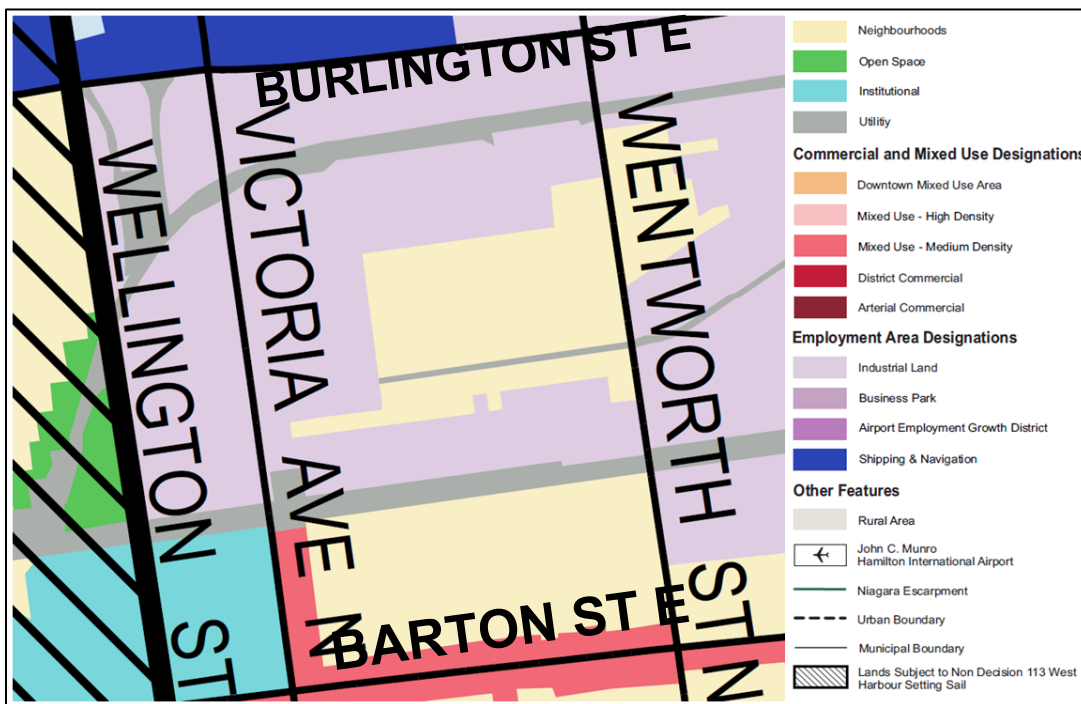 BURLINGTON ST E
WELLINGTON ST
VICTORIA AVE N
WENTWORTH ST N
BARTON ST E
Neighbourhoods
Open Space
Institutional
Utilitiy
Commercial and Mixed Use Designations
Downtown Mixed Use Area
Mixed Use - High Density
Mixed Use - Medium Density
District Commercial
Arterial Commercial
Employment Area Designations
Industrial Land
Business Park
Airport Employment Growth District
Shipping & Navigation
Other Features
Rural Area
John C. Munro
Hamilton International Airport
Niagara Escarpment
Urban Boundary
Municipal Boundary
Lands Subject to Non Decision 113 West
Harbour Setting Sail